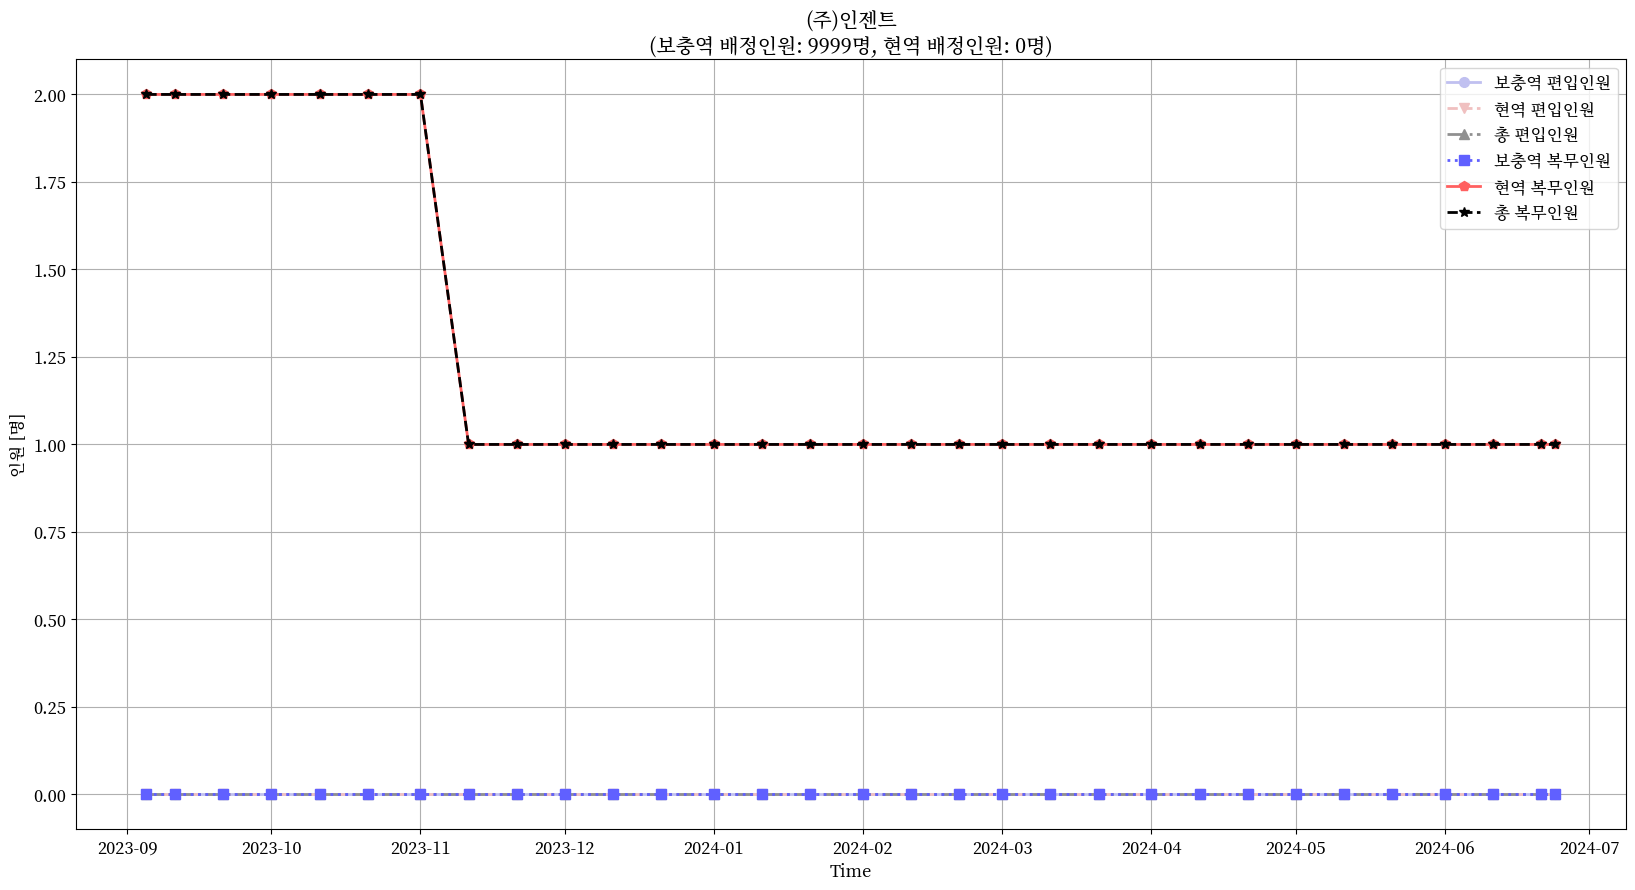 (주)인젠트
(보충역 배정인원: 9999명, 현역 배정인원: 0명)
보충역 편입인원
현역 편입인원
총 편입인원
보충역 복무인원
현역 복무인원
총 복무인원
인원 [명]
2.00
1.75
1.50
1.25
1.00
0.75
0.50
0.25
0.00
2023-09 2023-10 2023-11 2023-12 2024-01 2024-02 2024-03 2024-04 2024-05 2024-06 2024-07
Time